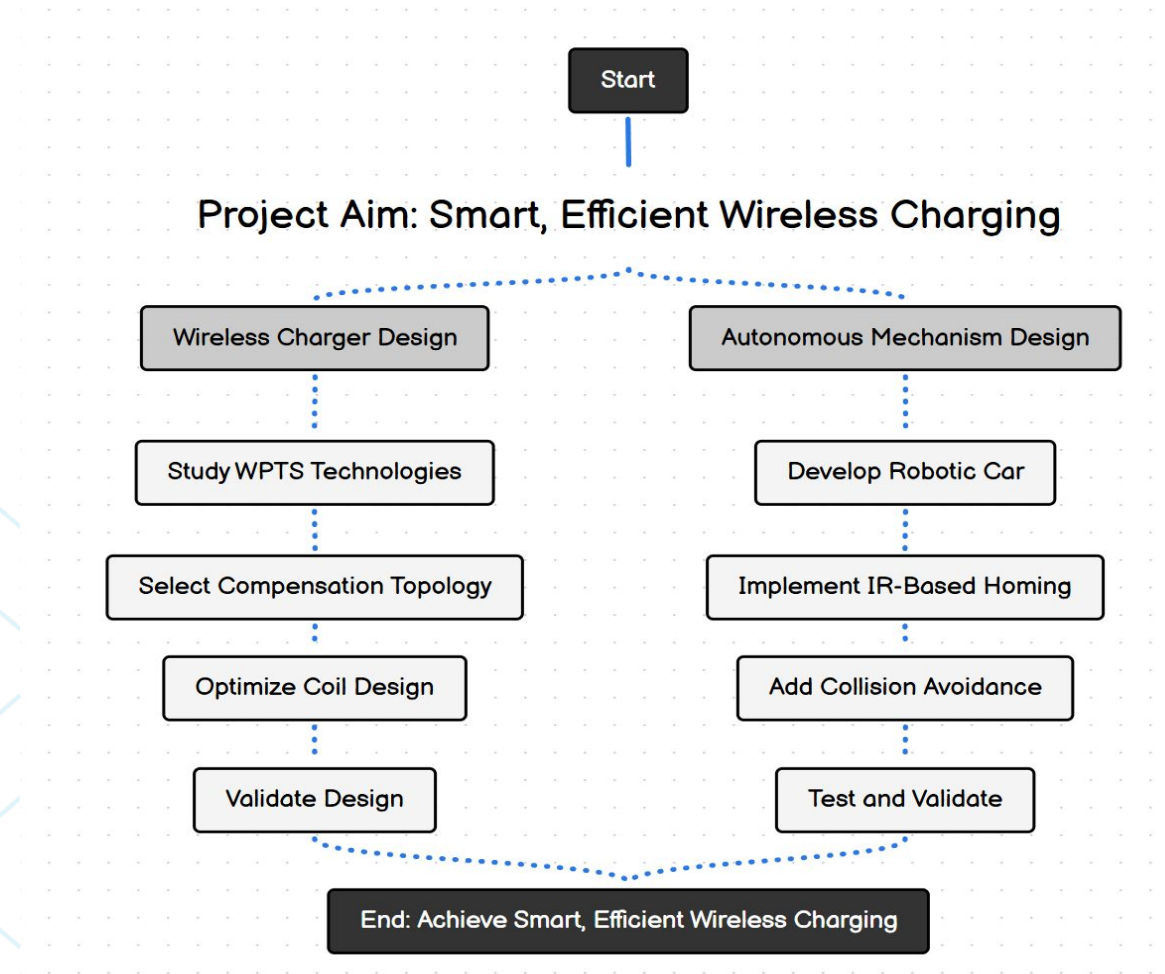 Start
Project Aim: Smart, Efficient Wireless Charging
Wireless Charger Design
Autonomous Mechanism Design
Study WPTS Technologies
Develop Robotic Car
Select Compensation Topology
Implement IR-Based Homing
Optimize Coil Design
Add Collision Avoidance
Validate Design
Test and Validate
End: Achieve Smart, Efficient Wireless Charging